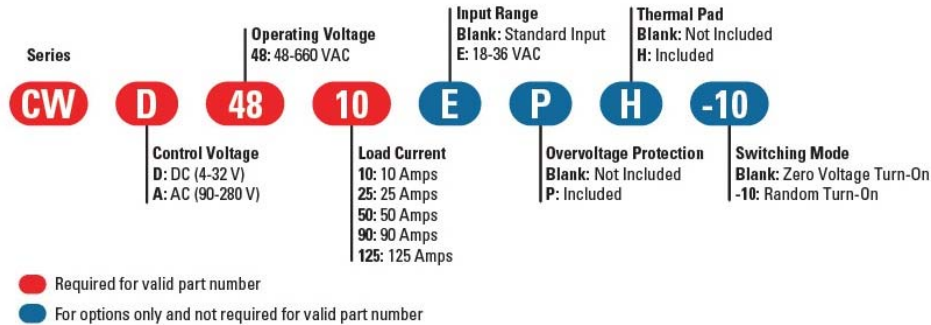 Series
Operating Voltage
48: 48-660 VAC
Input Range
Blank: Standard Input
E: 18-36 VAC
Thermal Pad
Blank: Not Included
H: Included
CW D 48 10 E P H -10
Control Voltage
D: DC (4-32 V)
A: AC (90-280 V)
Load Current
10: 10 Amps
25: 25 Amps
50: 50 Amps
90: 90 Amps
125: 125 Amps
Overvoltage Protection
Blank: Not Included
P: Included
Switching Mode
Blank: Zero Voltage Turn-On
-10: Random Turn-On
Required for valid part number
For options only and not required for valid part number